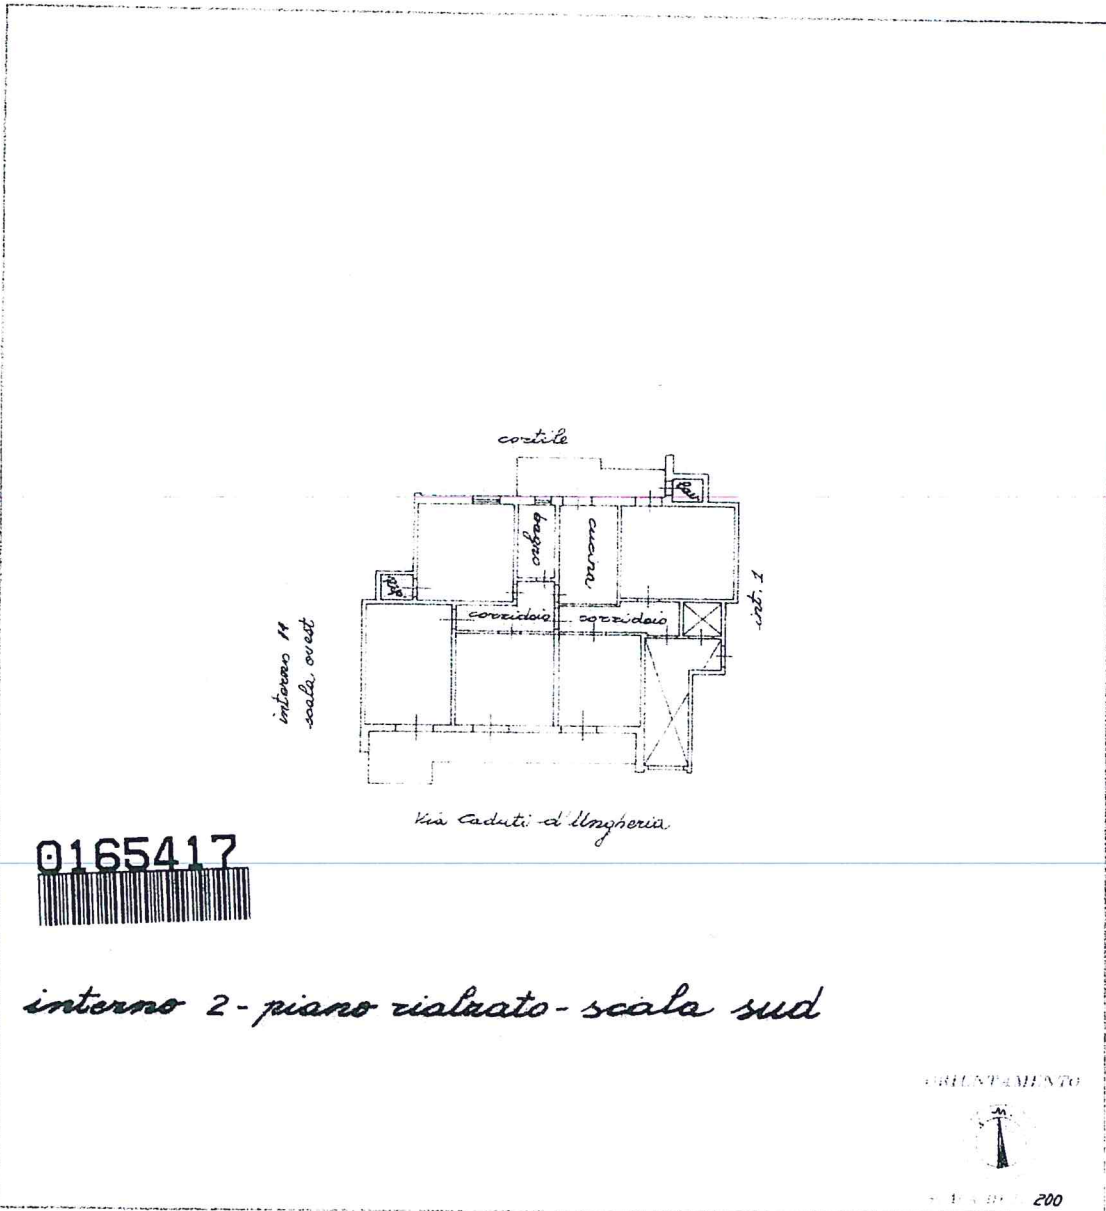 cortile
bagno
cucina
corridoio
corridoio
int. 1
interno 11
scala ovest
Via Caduti d'Ungheria
0165417
interno 2 - piano rialzato - scala sud
ORIENTAMENTO
N
200